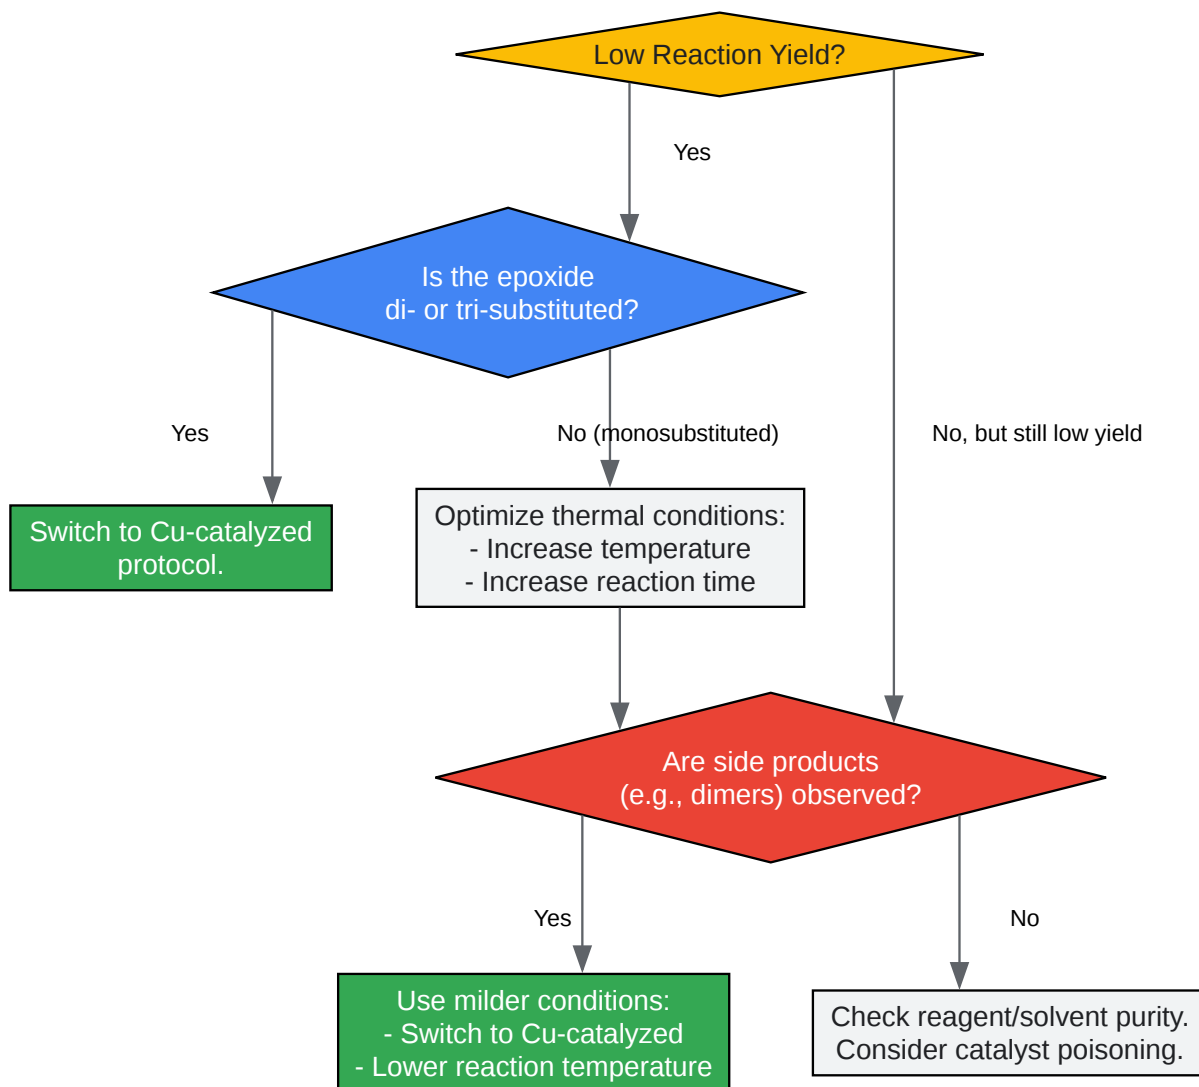 Low Reaction Yield?
Yes
Is the epoxide
di- or tri-substituted?
Yes
No (monosubstituted)
No, but still low yield
Switch to Cu-catalyzed
protocol.
Optimize thermal conditions:
- Increase temperature
- Increase reaction time
Are side products
(e.g., dimers) observed?
Yes
No
Use milder conditions:
- Switch to Cu-catalyzed
- Lower reaction temperature
Check reagent/solvent purity.
Consider catalyst poisoning.